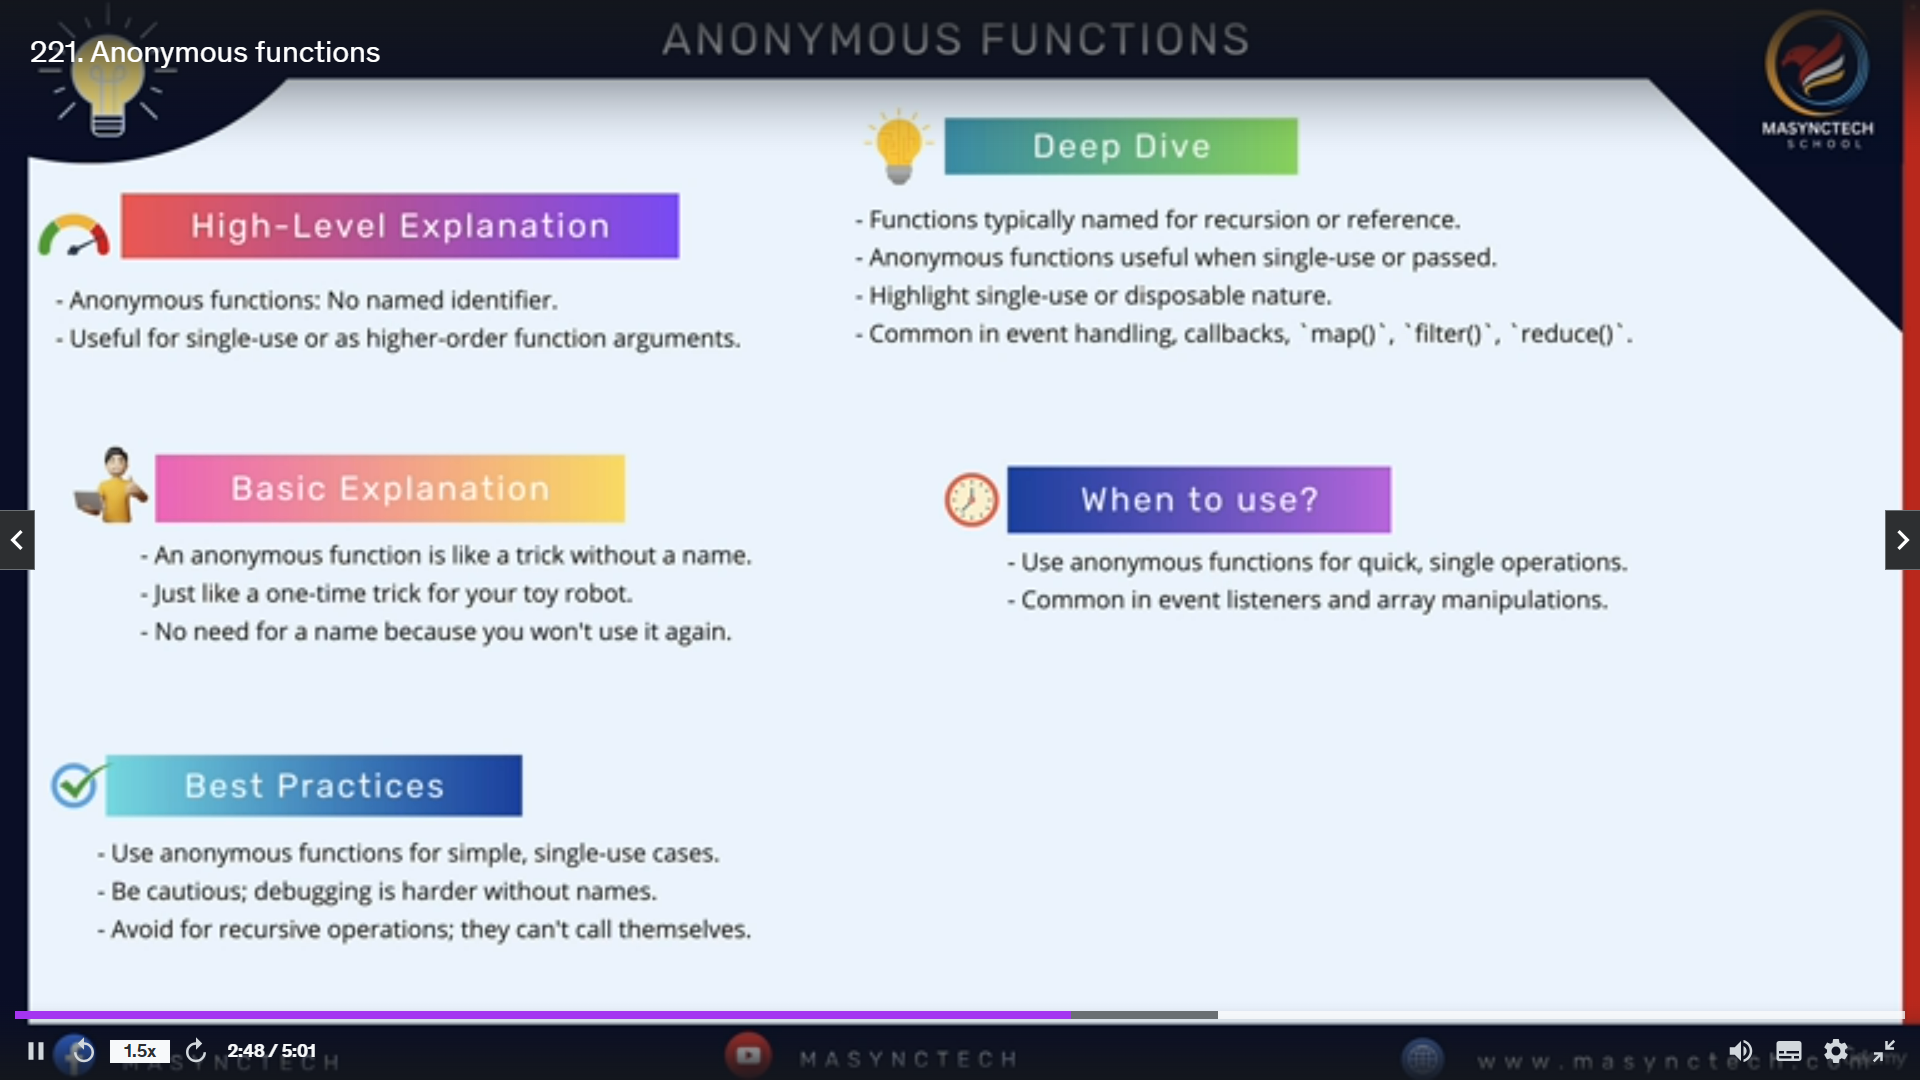 221. Anonymous functions
ANONYMOUS FUNCTIONS
MASYNCTECH
SCHOOL
High-Level Explanation
- Anonymous functions: No named identifier.
- Useful for single-use or as higher-order function arguments.
Deep Dive
- Functions typically named for recursion or reference.
- Anonymous functions useful when single-use or passed.
- Highlight single-use or disposable nature.
- Common in event handling, callbacks, `map()`, `filter()`, `reduce()`.
Basic Explanation
- An anonymous function is like a trick without a name.
- Just like a one-time trick for your toy robot.
- No need for a name because you won't use it again.
When to use?
- Use anonymous functions for quick, single operations.
- Common in event listeners and array manipulations.
Best Practices
- Use anonymous functions for simple, single-use cases.
- Be cautious; debugging is harder without names.
- Avoid for recursive operations; they can't call themselves.
1.5x
2:48 / 5:01
MASYNCTECH
MASYNCTECH
www.masynctech.com